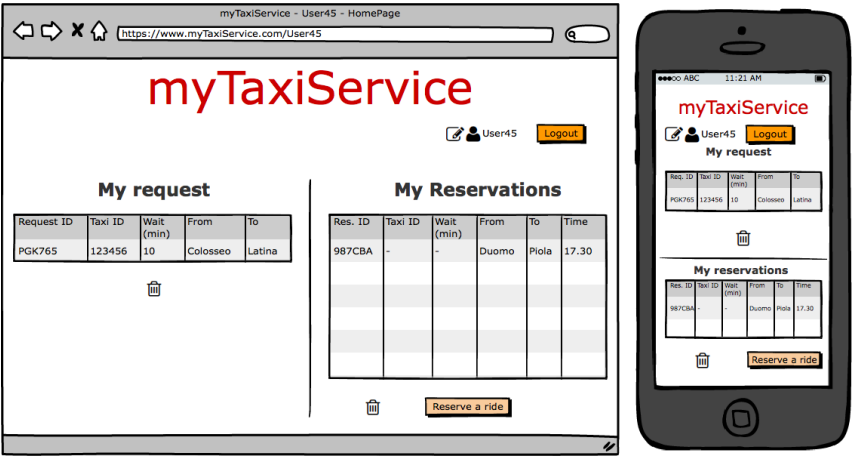 myTaxiService - User45 - HomePage
https://www.myTaxiService.com/User45
myTaxiService
User45 Logout
My request
Request ID Taxi ID Wait (min) From To
PGK765 123456 10 Colosseo Latina
My Reservations
Res. ID Taxi ID Wait (min) From To Time
987CBA - - Duomo Piola 17.30
Reserve a ride
ABC 11:21 AM
myTaxiService
User45 Logout
My request
Req. ID Taxi ID Wait (min) From To
PGK765 123456 10 Colosseo Latina
My reservations
Res. ID Taxi ID Wait (min) From To Time
987CBA - - Duomo Piola 17.30
Reserve a ride